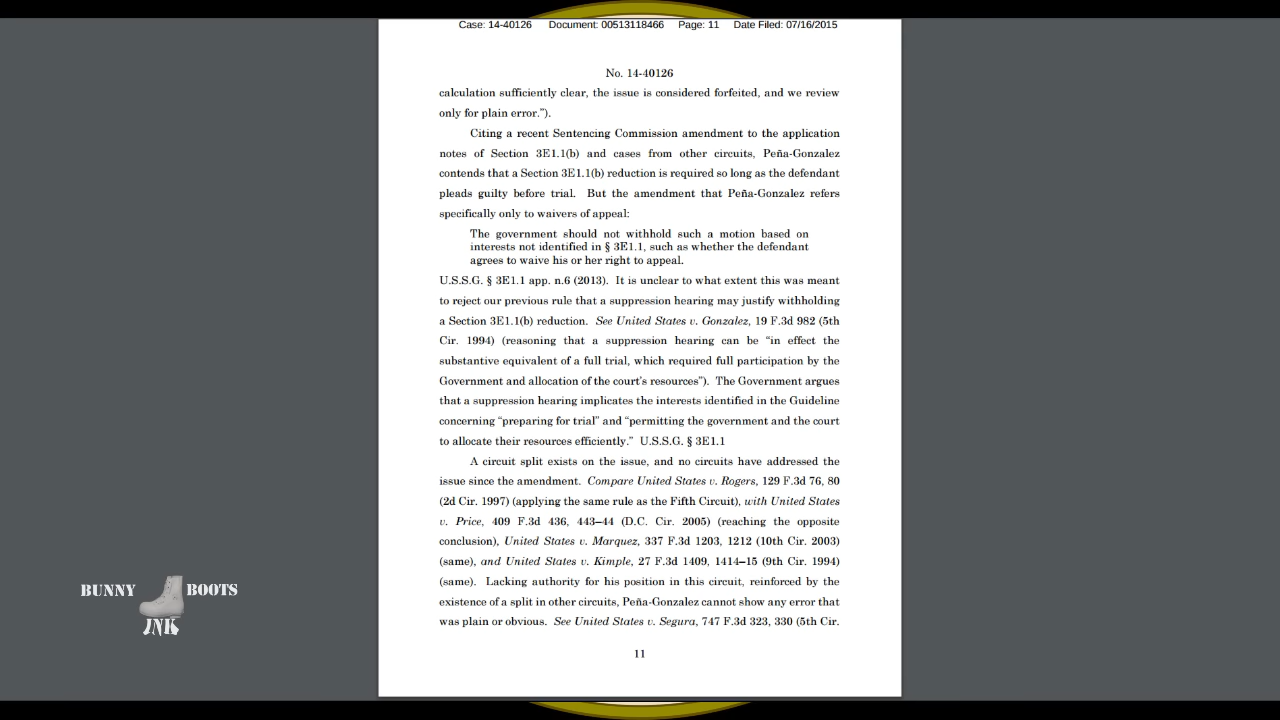 Case: 14-40126 Document: 00513118466 Page: 11 Date Filed: 07/16/2015
No. 14-40126
calculation sufficiently clear, the issue is considered forfeited, and we review
only for plain error.”).
Citing a recent Sentencing Commission amendment to the application
notes of Section 3E1.1(b) and cases from other circuits, Peña-Gonzalez
contends that a Section 3E1.1(b) reduction is required so long as the defendant
pleads guilty before trial. But the amendment that Peña-Gonzalez refers
specifically only to waivers of appeal:
The government should not withhold such a motion based on
interests not identified in § 3E1.1, such as whether the defendant
agrees to waive his or her right to appeal.
U.S.S.G. § 3E1.1 app. n.6 (2013). It is unclear to what extent this was meant
to reject our previous rule that a suppression hearing may justify withholding
a Section 3E1.1(b) reduction. See United States v. Gonzalez, 19 F.3d 982 (5th
Cir. 1994) (reasoning that a suppression hearing can be “in effect the
substantive equivalent of a full trial, which required full participation by the
Government and allocation of the court’s resources”). The Government argues
that a suppression hearing implicates the interests identified in the Guideline
concerning “preparing for trial” and “permitting the government and the court
to allocate their resources efficiently.” U.S.S.G. § 3E1.1
A circuit split exists on the issue, and no circuits have addressed the
issue since the amendment. Compare United States v. Rogers, 129 F.3d 76, 80
(2d Cir. 1997) (applying the same rule as the Fifth Circuit), with United States
v. Price, 409 F.3d 436, 443–44 (D.C. Cir. 2005) (reaching the opposite
conclusion), United States v. Marquez, 337 F.3d 1203, 1212 (10th Cir. 2003)
(same), and United States v. Kimple, 27 F.3d 1409, 1414–15 (9th Cir. 1994)
(same). Lacking authority for his position in this circuit, reinforced by the
existence of a split in other circuits, Peña-Gonzalez cannot show any error that
was plain or obvious. See United States v. Segura, 747 F.3d 323, 330 (5th Cir.
11
BUNNY BOOTS
INK